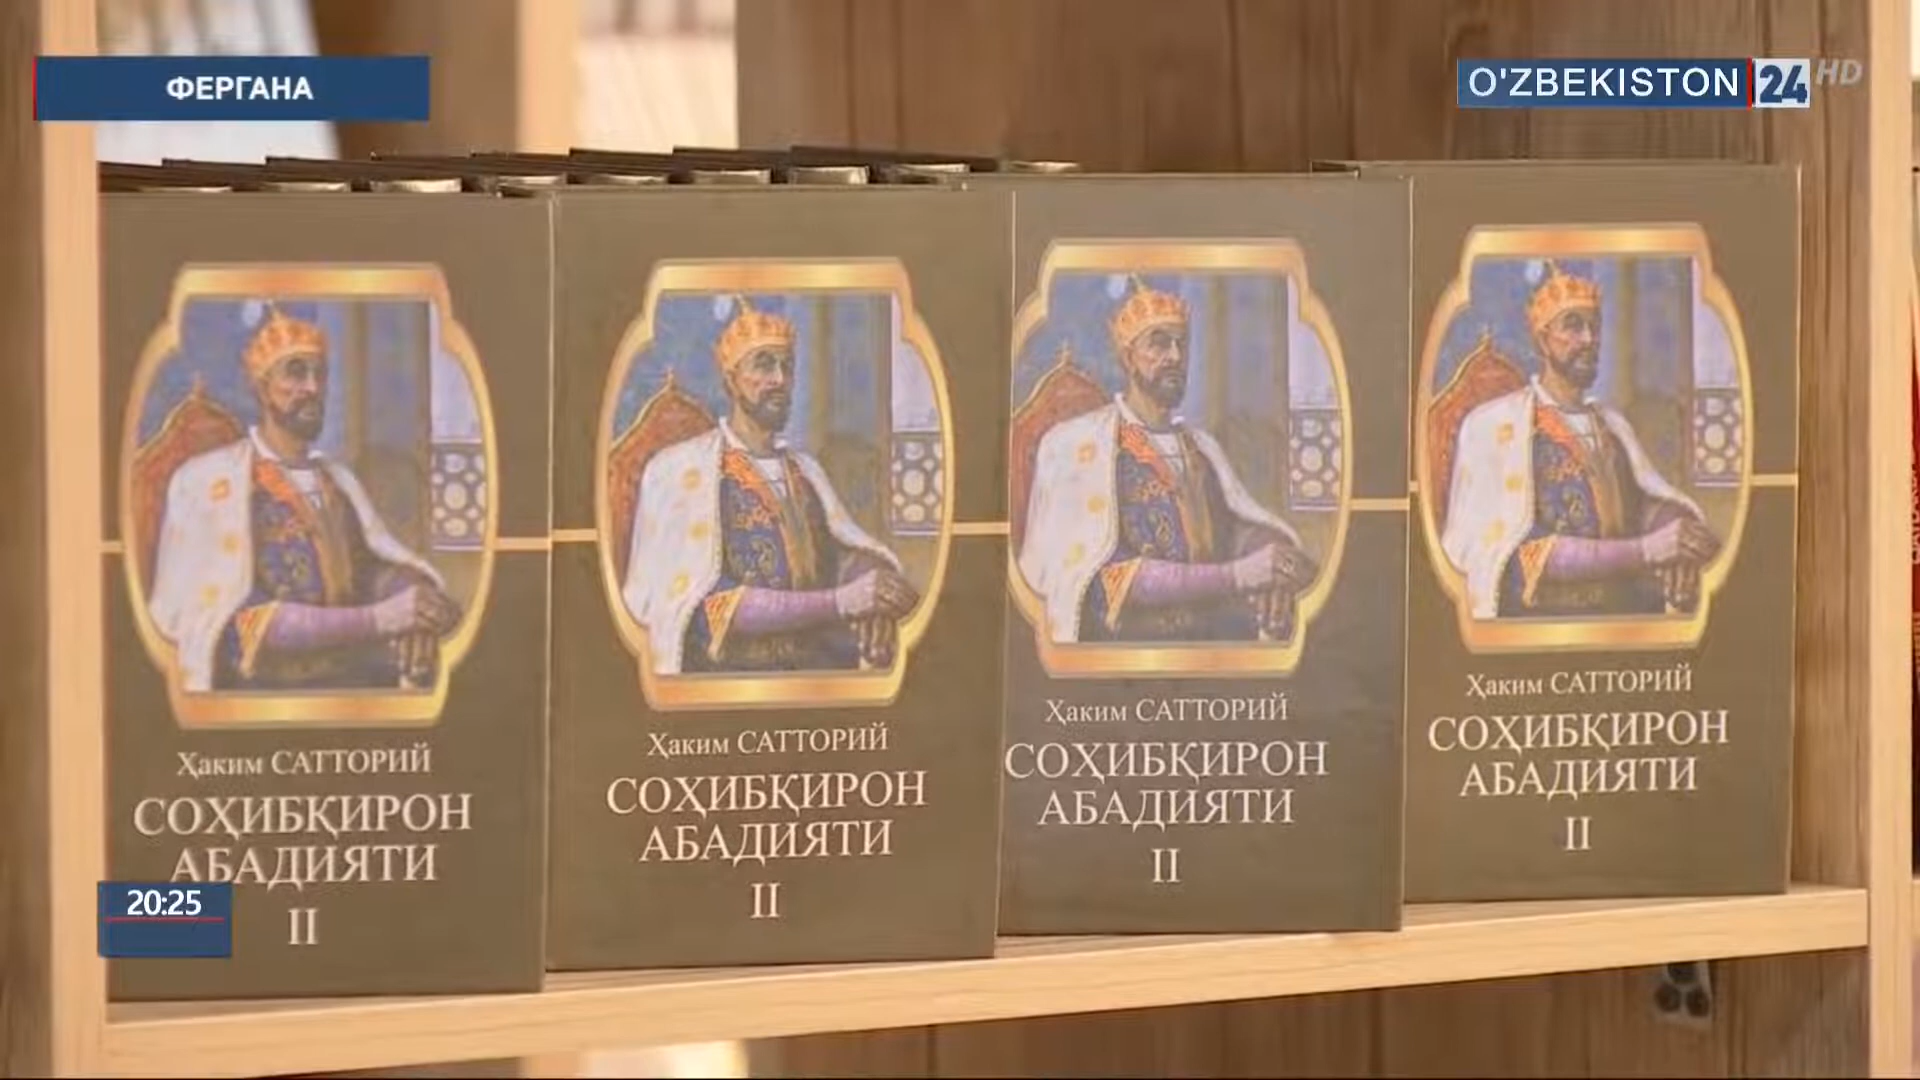 ФЕРГАНА
O'ZBEKISTON 24 HD
Ҳаким САТТОРИЙ
СОҲИБҚИРОН
АБАДИЯТИ
II
Ҳаким САТТОРИЙ
СОҲИБҚИРОН
АБАДИЯТИ
II
Ҳаким САТТОРИЙ
СОҲИБҚИРОН
АБАДИЯТИ
II
Ҳаким САТТОРИЙ
СОҲИБҚИРОН
АБАДИЯТИ
II
20:25